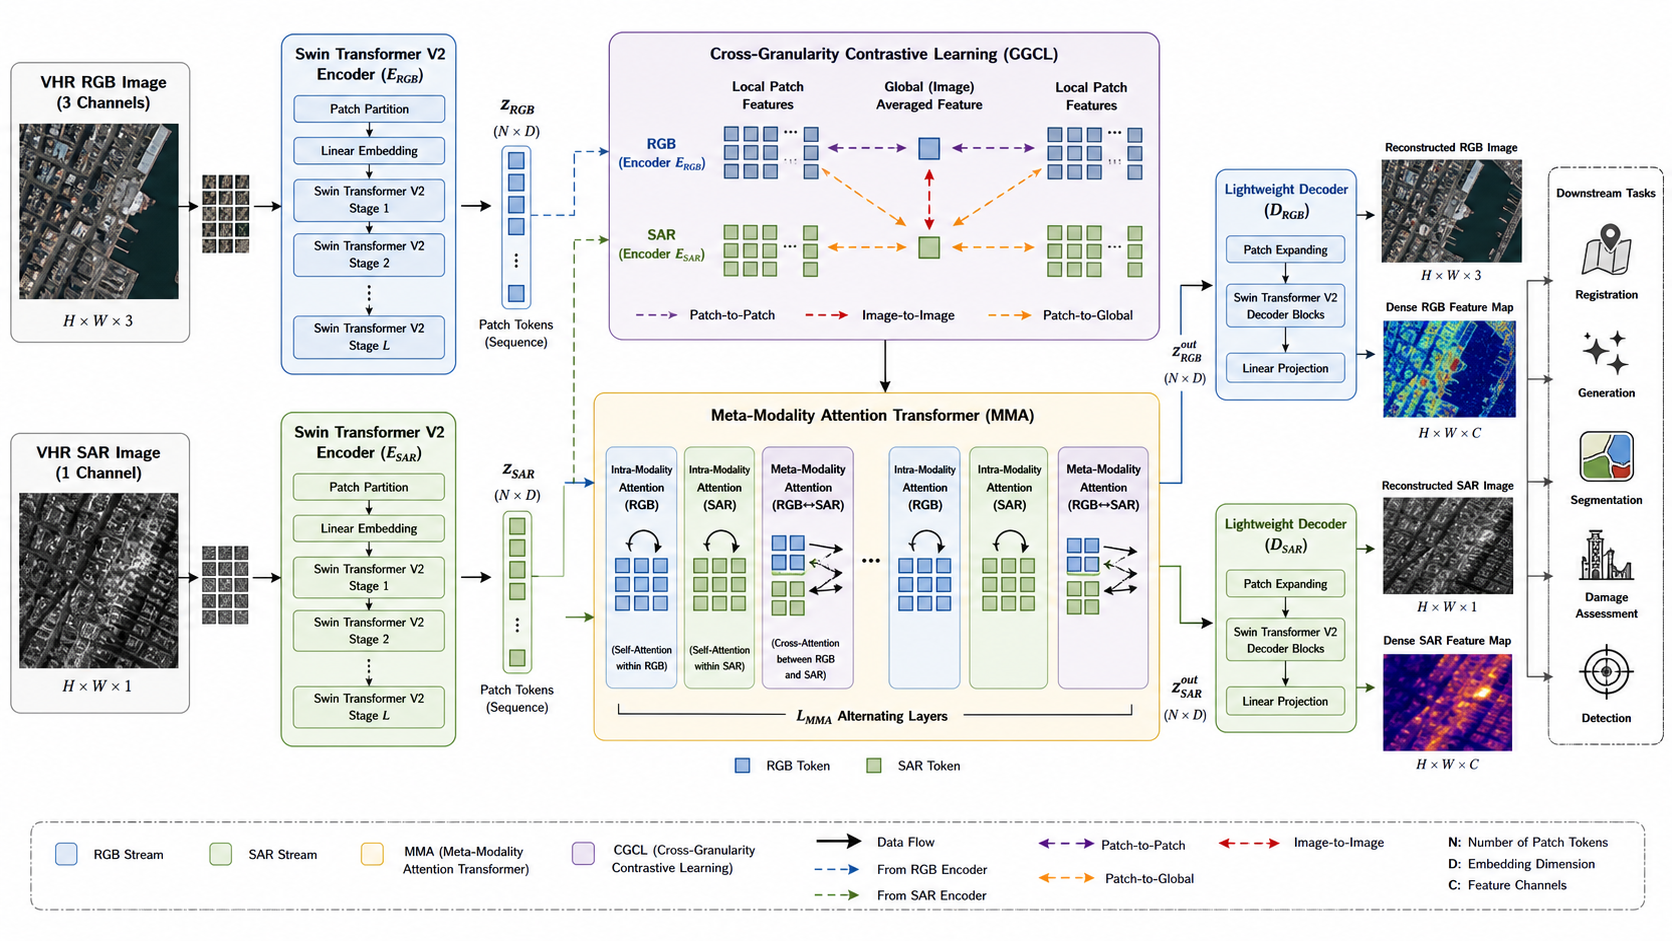 VHR RGB Image
(3 Channels)
H × W × 3
Swin Transformer V2
Encoder (E_RGB)
Patch Partition
Linear Embedding
Swin Transformer V2
Stage 1
Swin Transformer V2
Stage 2
Swin Transformer V2
Stage L
Z_RGB
(N × D)
Patch Tokens
(Sequence)
VHR SAR Image
(1 Channel)
H × W × 1
Swin Transformer V2
Encoder (E_SAR)
Patch Partition
Linear Embedding
Swin Transformer V2
Stage 1
Swin Transformer V2
Stage 2
Swin Transformer V2
Stage L
Z_SAR
(N × D)
Patch Tokens
(Sequence)
Cross-Granularity Contrastive Learning (GGCL)
Local Patch
Features
Global (Image)
Averaged Feature
Local Patch
Features
RGB
(Encoder E_RGB)
SAR
(Encoder E_SAR)
Patch-to-Patch
Image-to-Image
Patch-to-Global
Meta-Modality Attention Transformer (MMA)
Intra-Modality
Attention
(RGB)
(Self-Attention
within RGB)
Intra-Modality
Attention
(SAR)
(Self-Attention
within SAR)
Meta-Modality
Attention
(RGB↔SAR)
(Cross-Attention
between RGB
and SAR)
Intra-Modality
Attention
(RGB)
Intra-Modality
Attention
(SAR)
Meta-Modality
Attention
(RGB↔SAR)
L_MMA Alternating Layers
RGB Token
SAR Token
Z_RGB^out
(N × D)
Z_SAR^out
(N × D)
Lightweight Decoder
(D_RGB)
Patch Expanding
Swin Transformer V2
Decoder Blocks
Linear Projection
Lightweight Decoder
(D_SAR)
Patch Expanding
Swin Transformer V2
Decoder Blocks
Linear Projection
Reconstructed RGB Image
H × W × 3
Dense RGB Feature Map
H × W × C
Reconstructed SAR Image
H × W × 1
Dense SAR Feature Map
H × W × C
Downstream Tasks
Registration
Generation
Segmentation
Damage
Assessment
Detection
RGB Stream
SAR Stream
MMA (Meta-Modality
Attention Transformer)
CGCL (Cross-Granularity
Contrastive Learning)
Data Flow
From RGB Encoder
From SAR Encoder
Patch-to-Patch
Patch-to-Global
Image-to-Image
N: Number of Patch Tokens
D: Embedding Dimension
C: Feature Channels